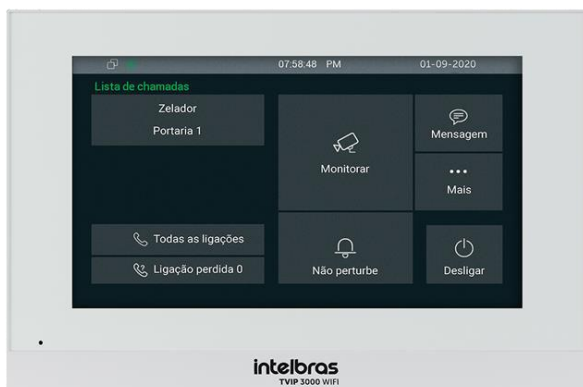 07:58:48 PM
01-09-2020
Lista de chamadas
Zelador
Portaria 1
Monitorar
Mensagem
Mais
Todas as ligações
Ligação perdida 0
Não perturbe
Desligar
intelbras
TVIP 3000 WIFI